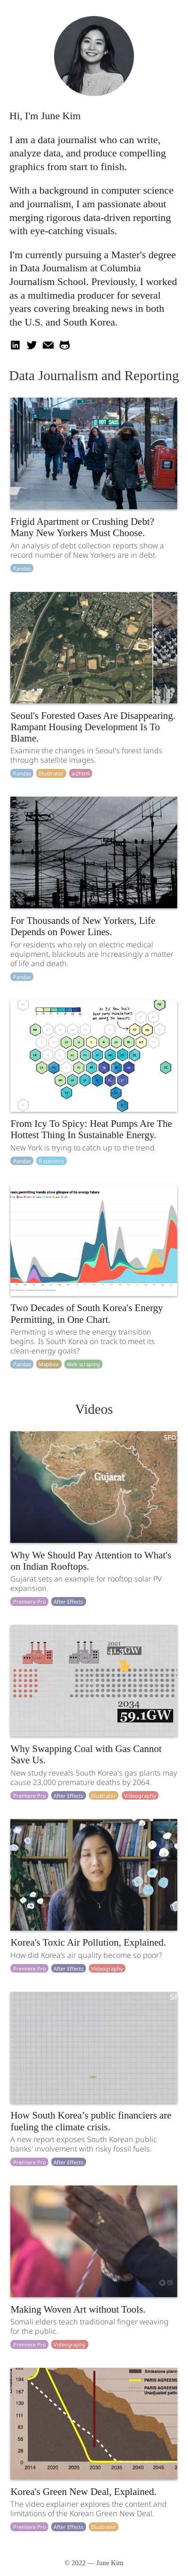 Hi, I'm June Kim
I am a data journalist who can write,
analyze data, and produce compelling
graphics from start to finish.
With a background in computer science
and journalism, I am passionate about
merging rigorous data-driven reporting
with eye-catching visuals.
I'm currently pursuing a Master's degree
in Data Journalism at Columbia
Journalism School. Previously, I worked
as a multimedia producer for several
years covering breaking news in both
the U.S. and South Korea.
Data Journalism and Reporting
Frigid Apartment or Crushing Debt?
Many New Yorkers Must Choose.
An analysis of debt collection reports show a
record number of New Yorkers are in debt.
Pandas
Seoul's Forested Oases Are Disappearing.
Rampant Housing Development Is To
Blame.
Examine the changes in Seoul's forest lands
through satellite images.
Pandas Illustrator ai2html
For Thousands of New Yorkers, Life
Depends on Power Lines.
For residents who rely on electric medical
equipment, blackouts are increasingly a matter
of life and death.
Pandas
From Icy To Spicy: Heat Pumps Are The
Hottest Thing In Sustainable Energy.
New York is trying to catch up to the trend.
Pandas R statistics
Two Decades of South Korea's Energy
Permitting, in One Chart.
Permitting is where the energy transition
begins. Is South Korea on track to meet its
clean-energy goals?
Pandas Mapbox Web scraping
Videos
SFO
Gujarat
Why We Should Pay Attention to What's
on Indian Rooftops.
Gujarat sets an example for rooftop solar PV
expansion.
Premiere Pro After Effects
2021
41.3GW
2034
59.1GW
Why Swapping Coal with Gas Cannot
Save Us.
New study reveals South Korea's gas plants may
cause 23,000 premature deaths by 2064.
Premiere Pro After Effects Illustrator Videography
Korea's Toxic Air Pollution, Explained.
How did Korea's air quality become so poor?
Premiere Pro After Effects Videography
How South Korea’s public financiers are
fueling the climate crisis.
A new report exposes South Korean public
banks' involvement with risky fossil fuels.
Premiere Pro After Effects
Making Woven Art without Tools.
Somali elders teach traditional finger weaving
for the public.
Premiere Pro Videography
Emissions plann
PARIS AGREEME
PARIS AGREEME
Unadjusted path
194
167
139
111
83
56
28
0
2014 2020 2025 2030 2035 2040
Korea's Green New Deal, Explained.
The video explainer explores the content and
limitations of the Korean Green New Deal.
Premiere Pro After Effects Illustrator
© 2022 — June Kim